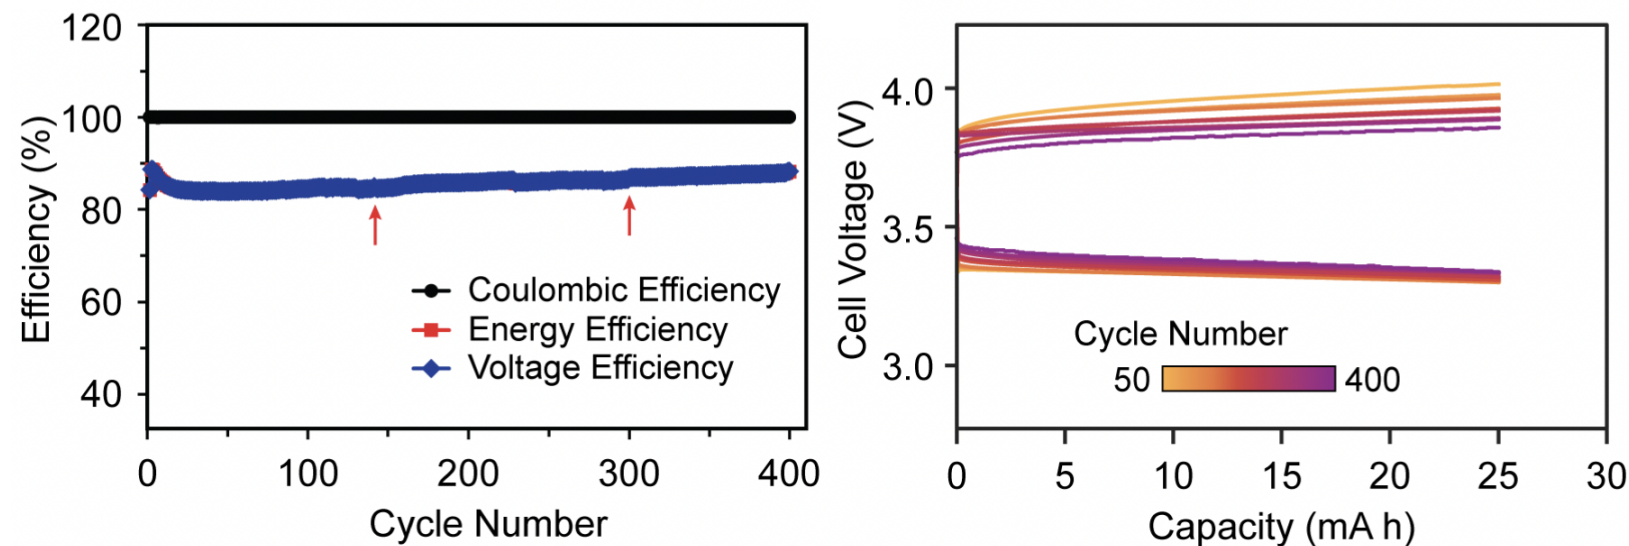 120
100
80
60
40
Efficiency (%)
Coulombic Efficiency
Energy Efficiency
Voltage Efficiency
0 100 200 300 400
Cycle Number
4.0
3.5
3.0
Cell Voltage (V)
Cycle Number
50 400
0 5 10 15 20 25 30
Capacity (mA h)